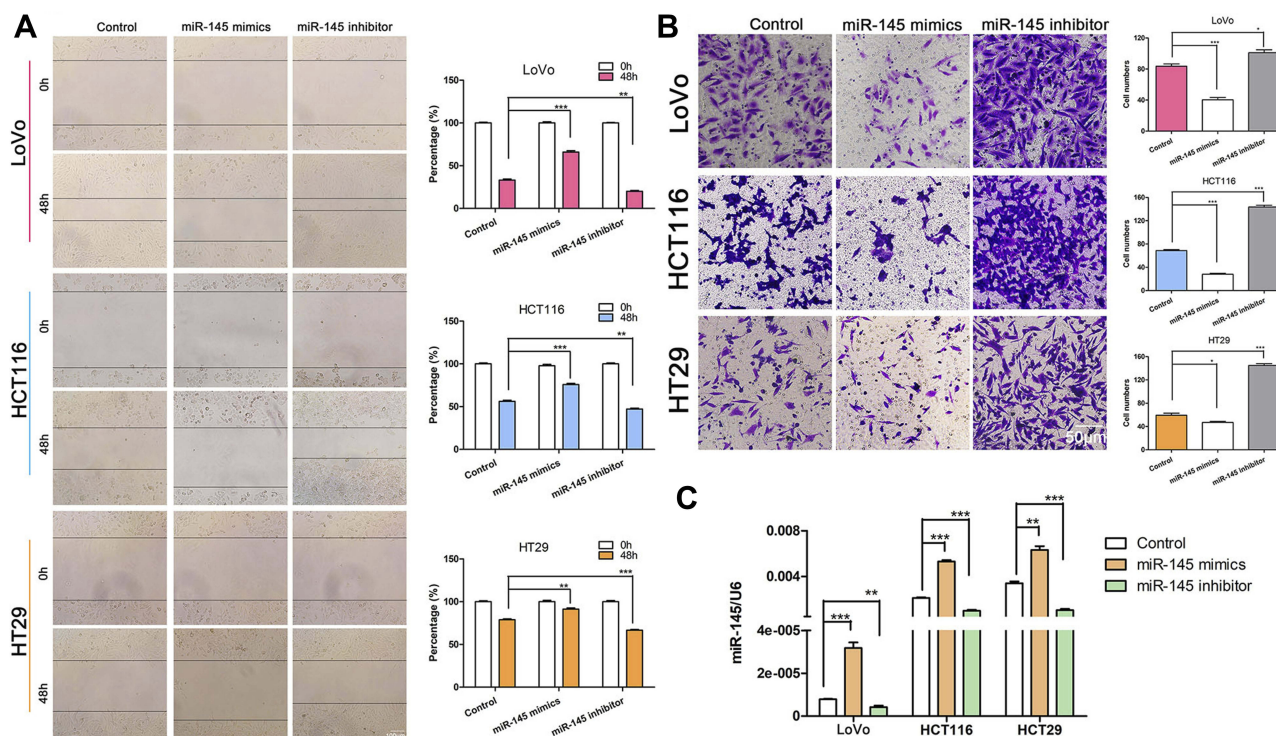 A
Control
miR-145 mimics
miR-145 inhibitor
LoVo
0h
48h
HCT116
0h
48h
HT29
0h
48h
LoVo
0h
48h
Percentage (%)
150
100
50
0
***
**
Control
miR-145 mimics
miR-145 inhibitor
HCT116
0h
48h
Percentage (%)
150
100
50
0
***
**
Control
miR-145 mimics
miR-145 inhibitor
HT29
0h
48h
Percentage (%)
150
100
50
0
**
***
Control
miR-145 mimics
miR-145 inhibitor
B
Control
miR-145 mimics
miR-145 inhibitor
LoVo
HCT116
HT29
50μm
LoVo
Cell numbers
120
80
40
0
***
*
Control
miR-145 mimics
miR-145 inhibitor
HCT116
Cell numbers
160
120
80
40
0
***
***
Control
miR-145 mimics
miR-145 inhibitor
HT29
Cell numbers
160
120
80
40
0
*
***
Control
miR-145 mimics
miR-145 inhibitor
C
miR-145/U6
0.008
0.004
4e-005
2e-005
0
***
**
***
***
**
***
LoVo
HCT116
HCT29
Control
miR-145 mimics
miR-145 inhibitor